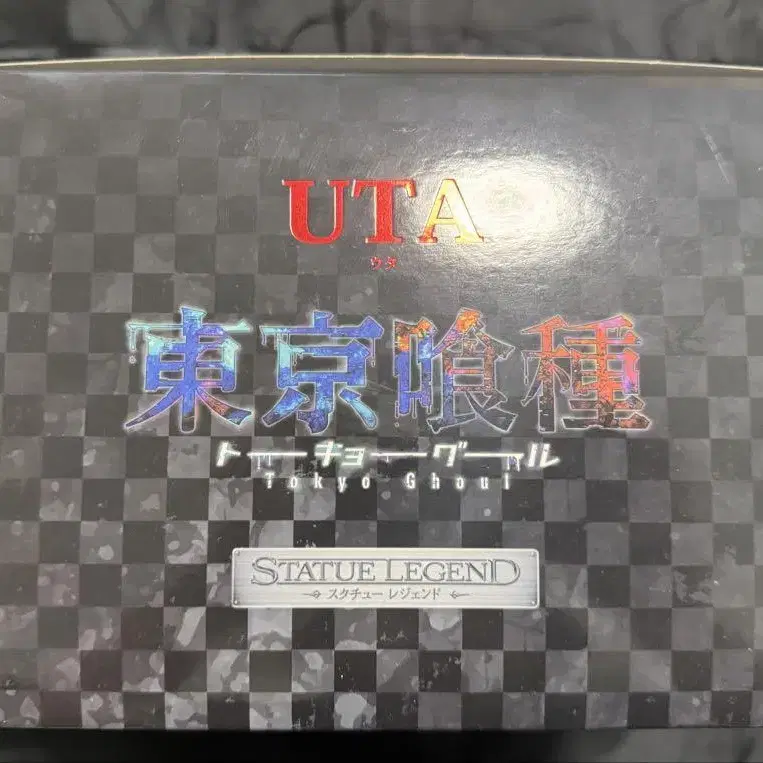 UTA
ウタ
東京喰種
トーキョーグール
Tokyo Ghoul
STATUE LEGEND
スタチュー レジェンド